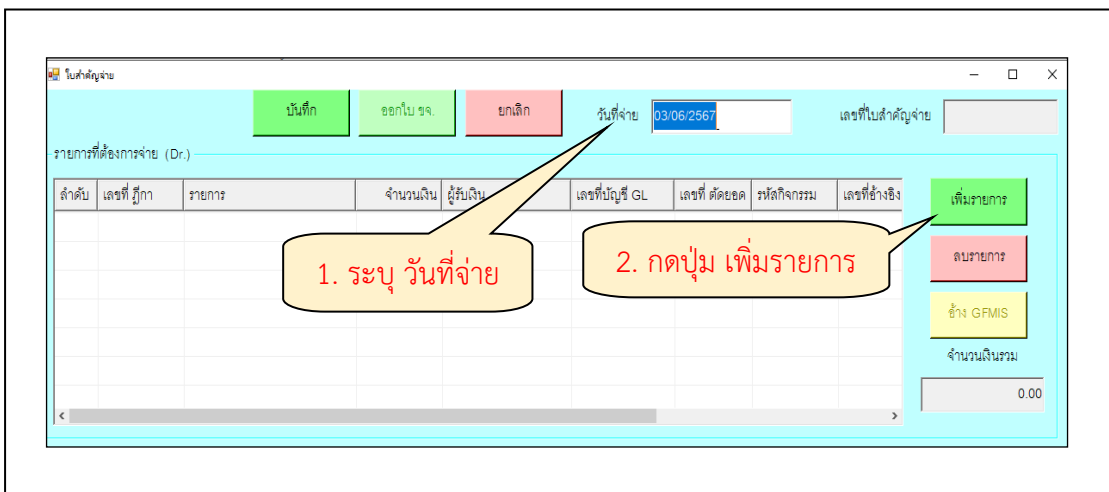 ใบสำคัญจ่าย
บันทึก ออกใบ ขจ. ยกเลิก วันที่จ่าย 03/06/2567 เลขที่ใบสำคัญจ่าย
รายการที่ต้องการจ่าย (Dr.)
ลำดับ เลขที่ ฎีกา รายการ จำนวนเงิน ผู้รับเงิน เลขที่บัญชี GL เลขที่ ตัดยอด รหัสกิจกรรม เลขที่อ้างอิง
เพิ่มรายการ
1. ระบุ วันที่จ่าย
2. กดปุ่ม เพิ่มรายการ
ลบรายการ
อ้าง GFMIS
จำนวนเงินรวม
0.00